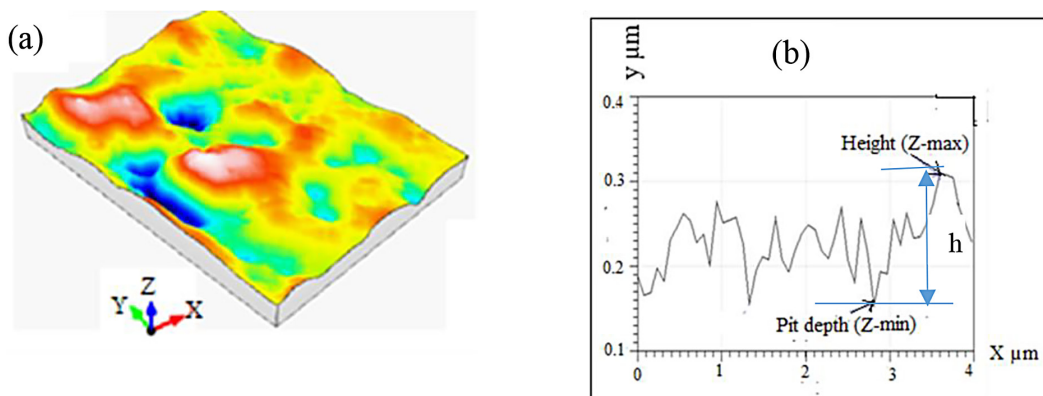 (a)
Z
Y
X
(b)
y µm
0.4
Height (Z-max)
0.3
h
0.2
Pit depth (Z-min)
0.1
X µm
0
1
2
3
4